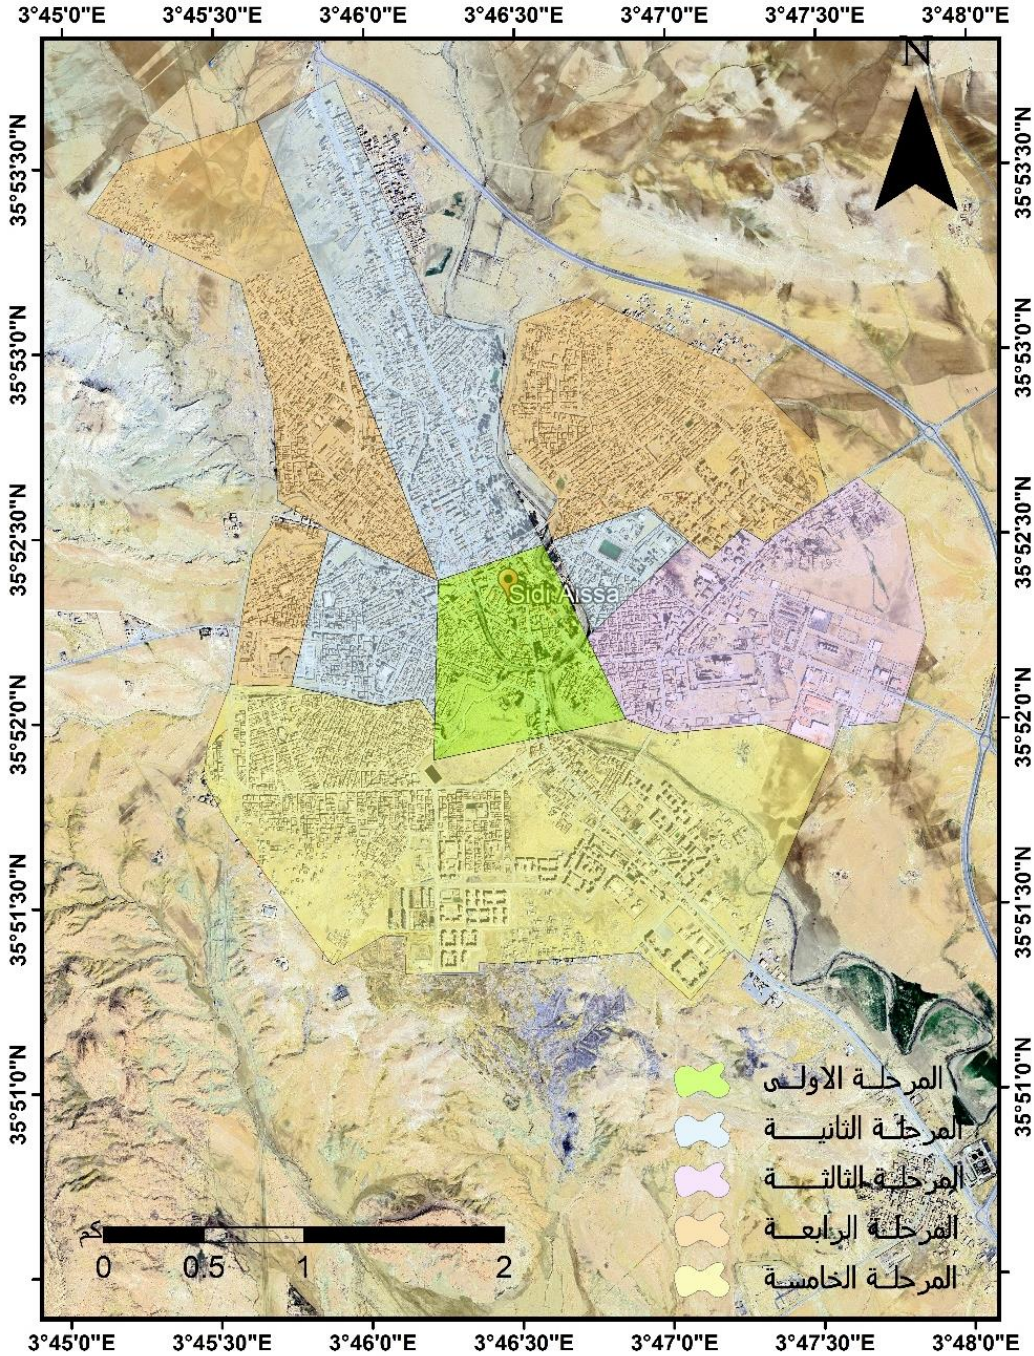 3°45'0"E 3°45'30"E 3°46'0"E 3°46'30"E 3°47'0"E 3°47'30"E 3°48'0"E
N
35°53'30"N 35°53'30"N
35°53'0"N 35°53'0"N
35°52'30"N 35°52'30"N
Sidi Aissa
35°52'0"N 35°52'0"N
35°51'30"N 35°51'30"N
35°51'0"N 35°51'0"N
المرحلة الاولى
المرحلة الثانية
المرحلة الثالثة
المرحلة الرابعة
المرحلة الخامسة
كم
0 0.5 1 2
3°45'0"E 3°45'30"E 3°46'0"E 3°46'30"E 3°47'0"E 3°47'30"E 3°48'0"E